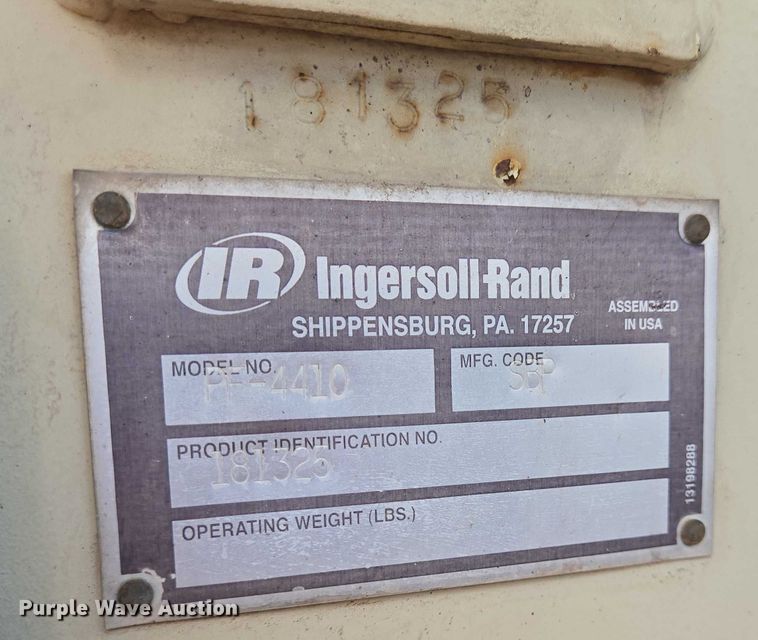 181325
IR Ingersoll-Rand
SHIPPENSBURG, PA. 17257
ASSEMBLED
IN USA
MODEL NO.
PF-4410
MFG. CODE
SBP
PRODUCT IDENTIFICATION NO.
181325
OPERATING WEIGHT (LBS.)
13198288
Purple Wave Auction